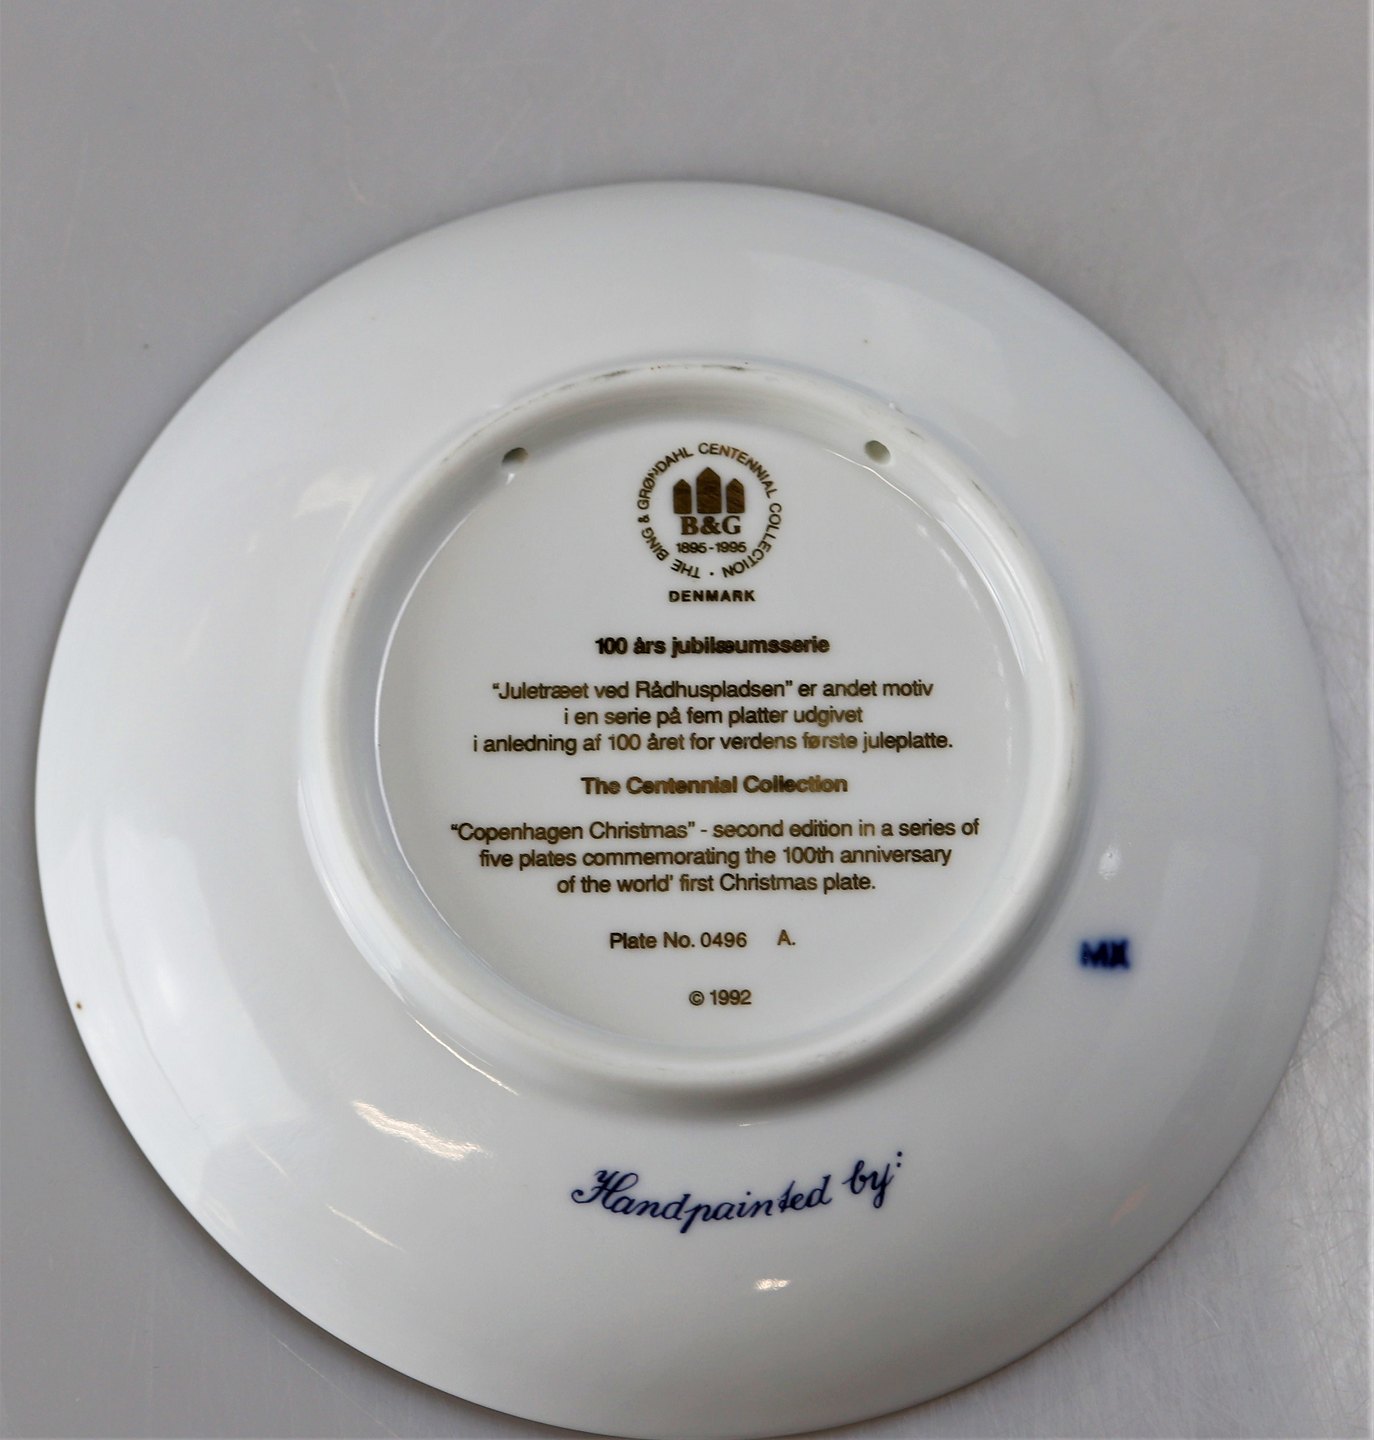 THE BING & GRØNDAHL CENTENNIAL COLLECTION ·
B&G
1895-1995
DENMARK
100 års jubilæumsserie
“Juletræet ved Rådhuspladsen” er andet motiv
i en serie på fem platter udgivet
i anledning af 100 året for verdens første juleplatte.
The Centennial Collection
“Copenhagen Christmas” - second edition in a series of
five plates commemorating the 100th anniversary
of the world' first Christmas plate.
Plate No. 0496 A.
© 1992
MX
Handpainted by: